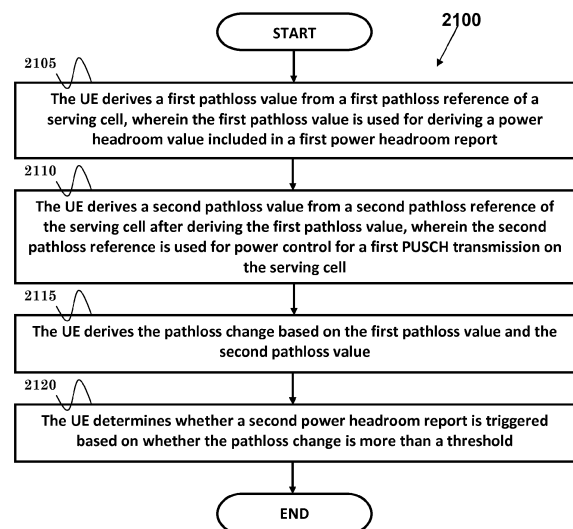 START
2100
2105
The UE derives a first pathloss value from a first pathloss reference of a
serving cell, wherein the first pathloss value is used for deriving a power
headroom value included in a first power headroom report
2110
The UE derives a second pathloss value from a second pathloss reference of
the serving cell after deriving the first pathloss value, wherein the second
pathloss reference is used for power control for a first PUSCH transmission on
the serving cell
2115
The UE derives the pathloss change based on the first pathloss value and the
second pathloss value
2120
The UE determines whether a second power headroom report is triggered
based on whether the pathloss change is more than a threshold
END